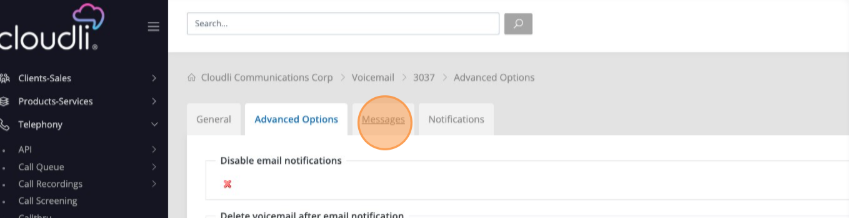 cloudli
Search...
Clients-Sales
Products-Services
Telephony
API
Call Queue
Call Recordings
Call Screening
Callthru
Cloudli Communications Corp > Voicemail > 3037 > Advanced Options
General
Advanced Options
Messages
Notifications
Disable email notifications
Delete voicemail after email notification